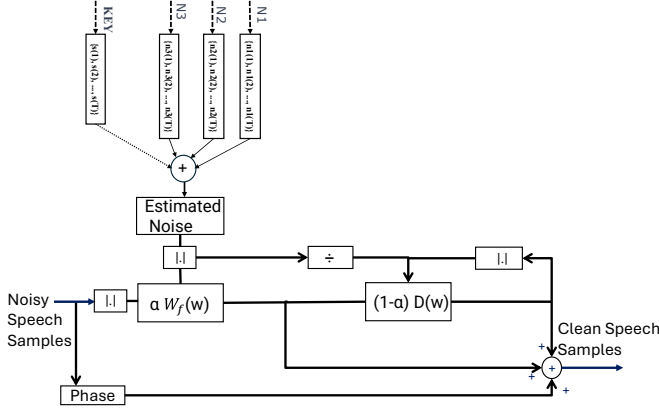 KEY
N3
N2
N1
{s(1), s(2), ..., s(T)}
{n3(1), n3(2), ..., n3(T)}
{n2(1), n2(2), ..., n2(T)}
{n1(1), n1(2), ..., n1(T)}
+
Estimated
Noise
|.|
÷
|.|
Noisy
Speech
Samples
|.|
α W_f(w)
(1-α) D(w)
Clean Speech
Samples
+
+
+
+
Phase